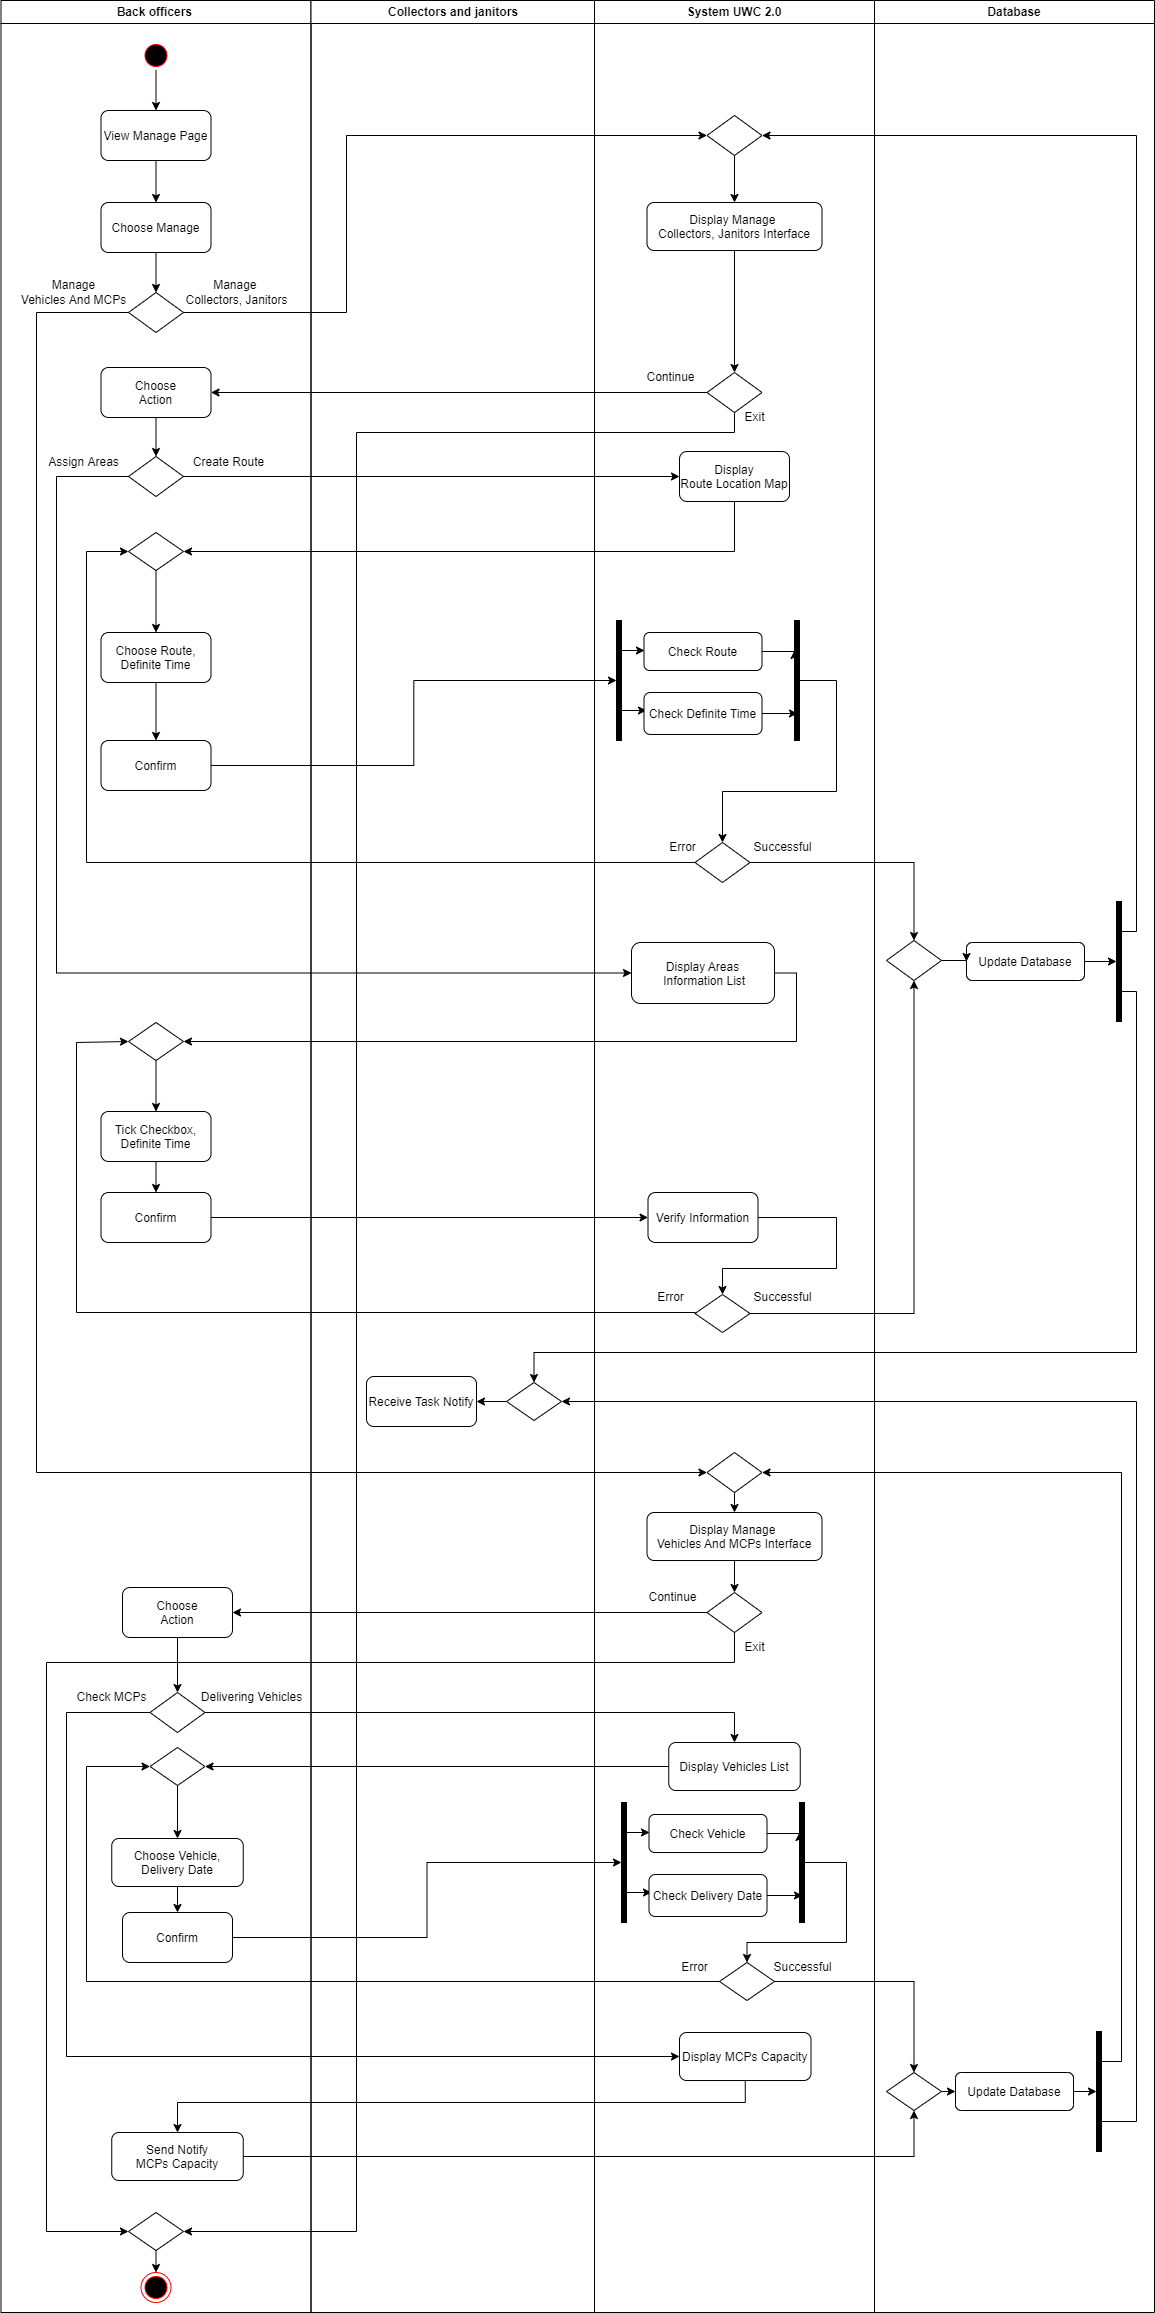 Back officers
Collectors and janitors
System UWC 2.0
Database
View Manage Page
Choose Manage
Display Manage
Collectors, Janitors Interface
Manage
Vehicles And MCPs
Manage
Collectors, Janitors
Choose
Action
Continue
Exit
Assign Areas
Create Route
Display
Route Location Map
Choose Route,
Definite Time
Check Route
Check Definite Time
Confirm
Error
Successful
Display Areas
Information List
Update Database
Tick Checkbox,
Definite Time
Confirm
Verify Information
Error
Successful
Receive Task Notify
Display Manage
Vehicles And MCPs Interface
Choose
Action
Continue
Exit
Check MCPs
Delivering Vehicles
Display Vehicles List
Choose Vehicle,
Delivery Date
Check Vehicle
Check Delivery Date
Confirm
Error
Successful
Display MCPs Capacity
Update Database
Send Notify
MCPs Capacity